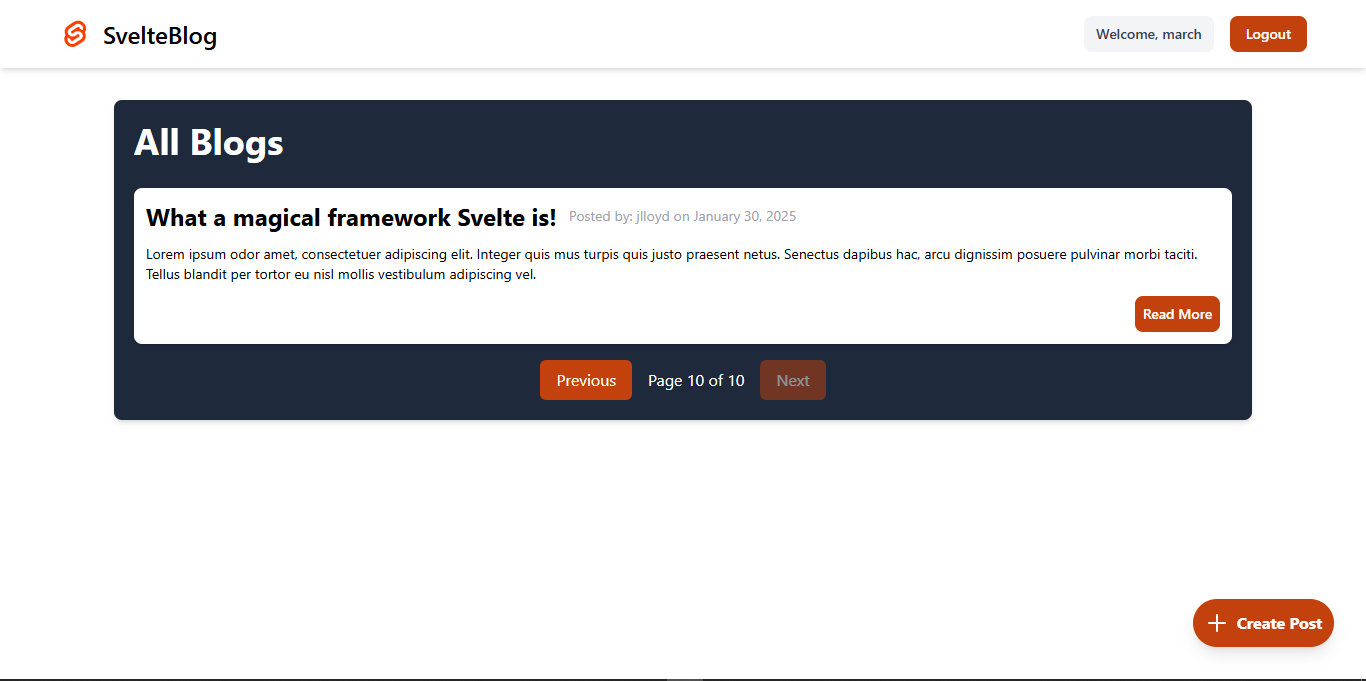 SvelteBlog
Welcome, march
Logout
All Blogs
What a magical framework Svelte is! Posted by: jlloyd on January 30, 2025
Lorem ipsum odor amet, consectetuer adipiscing elit. Integer quis mus turpis quis justo praesent netus. Senectus dapibus hac, arcu dignissim posuere pulvinar morbi taciti.
Tellus blandit per tortor eu nisl mollis vestibulum adipiscing vel.
Read More
Previous
Page 10 of 10
Next
Create Post